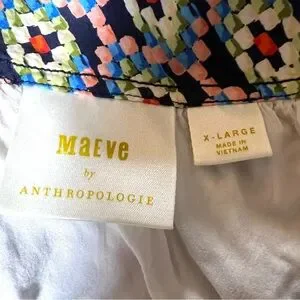 MaEve
by
ANTHROPOLOGIE
X-LARGE
MADE IN
VIETNAM